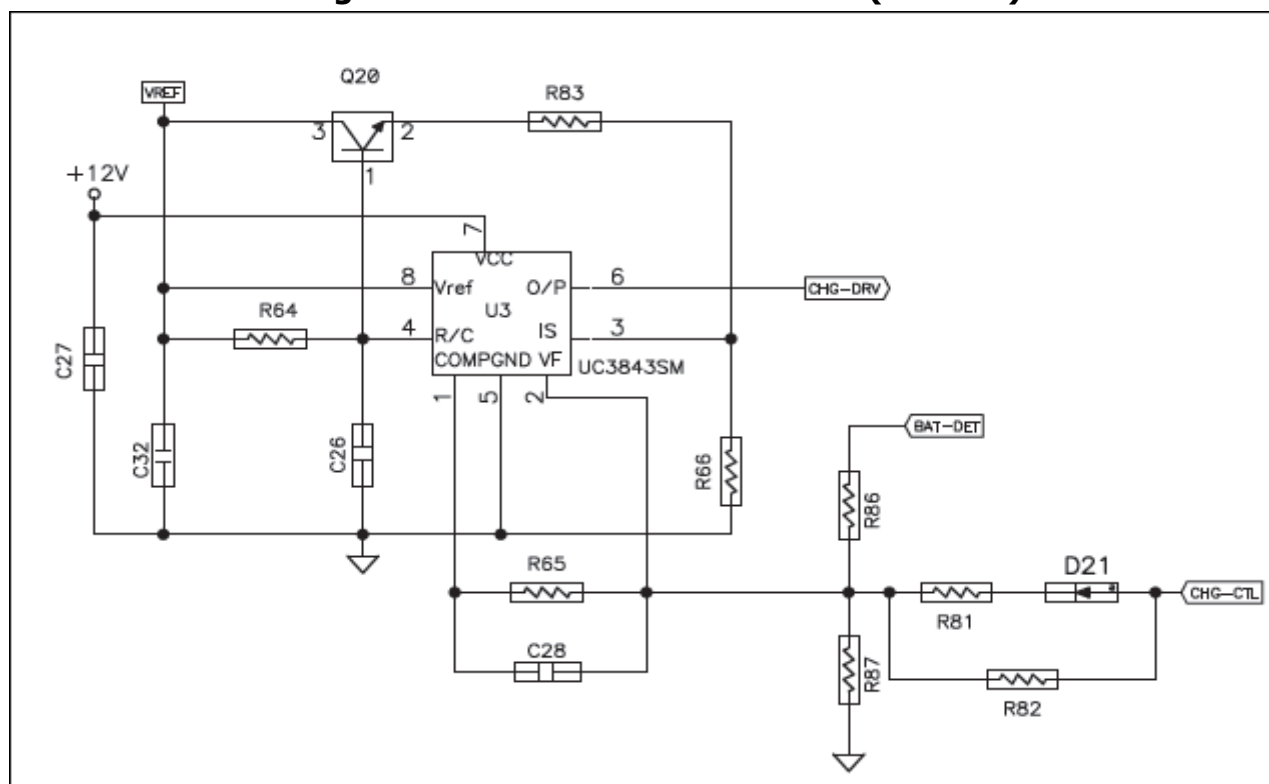 Q20
VREF
R83
3
2
1
+12V
7
VCC
8
Vref
O/P
6
CHG-DRV
U3
R64
4
R/C
IS
3
COMPGND VF
UC3843SM
1
5
2
C27
C32
C26
R66
BAT-DET
R86
R65
D21
CHG-CTL
R81
C28
R87
R82